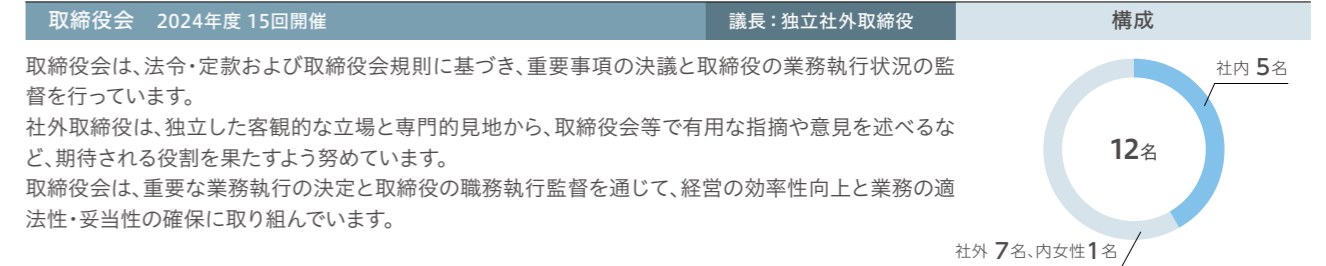 取締役会 2024年度 15回開催
議長：独立社外取締役
構成
取締役会は、法令・定款および取締役会規則に基づき、重要事項の決議と取締役の業務執行状況の監
督を行っています。
社外取締役は、独立した客観的な立場と専門的見地から、取締役会等で有用な指摘や意見を述べるな
ど、期待される役割を果たすよう努めています。
取締役会は、重要な業務執行の決定と取締役の職務執行監督を通じて、経営の効率性向上と業務の適
法性・妥当性の確保に取り組んでいます。
社内 5名
12名
社外 7名、内女性1名